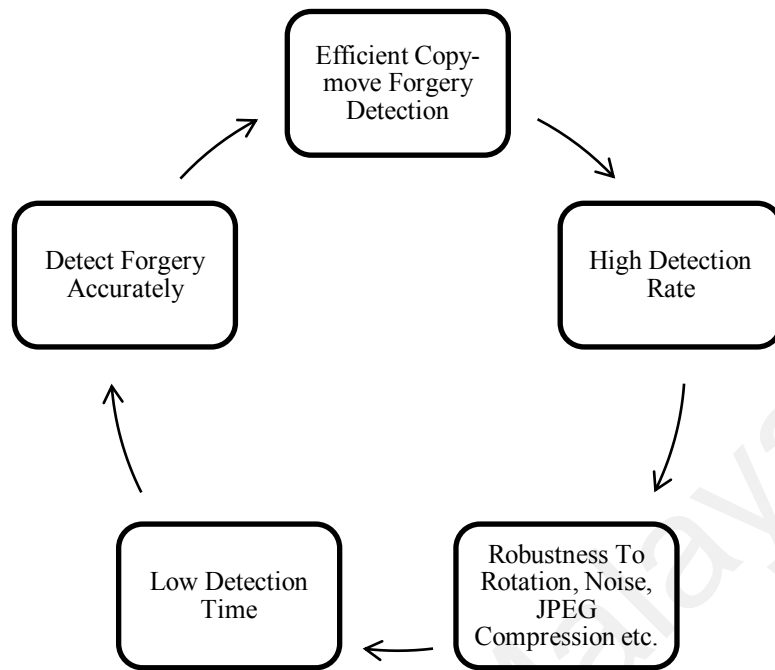 Efficient Copy-
move Forgery
Detection
High Detection
Rate
Robustness To
Rotation, Noise,
JPEG
Compression etc.
Low Detection
Time
Detect Forgery
Accurately
Malaya